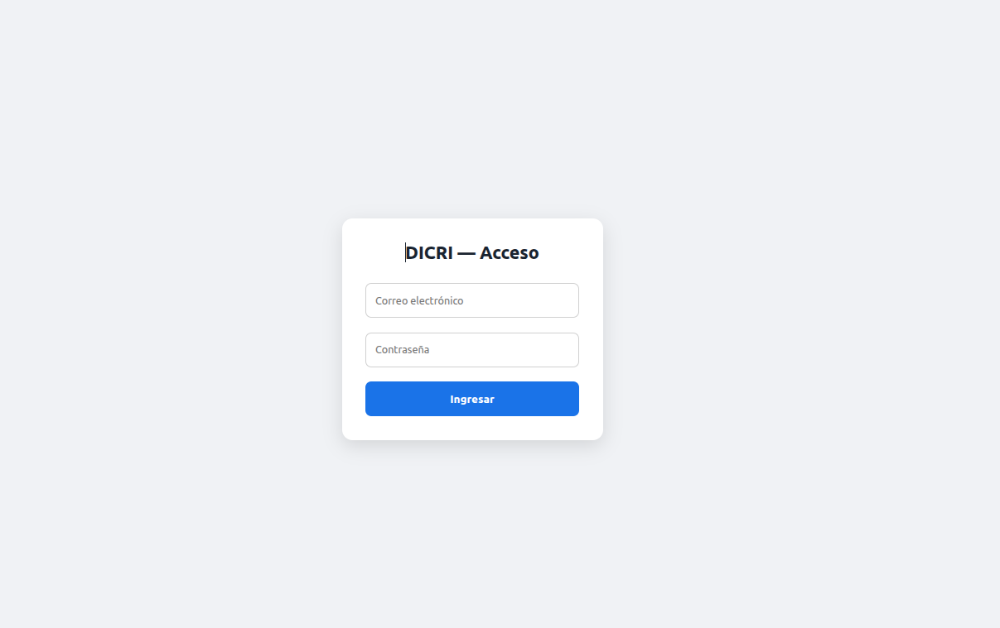 DICRI — Acceso
Correo electrónico
Contraseña
Ingresar